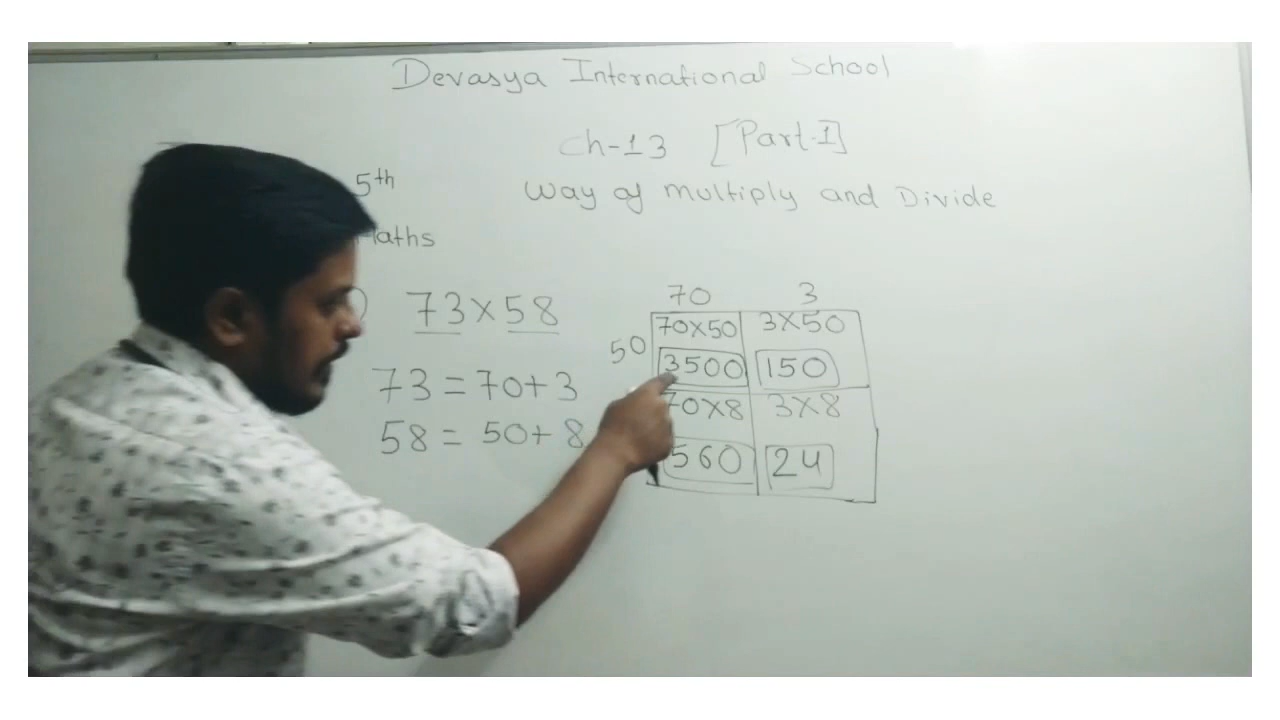 Devasya International School
Ch-13 [Part-I]
5th
Way of multiply and Divide
Maths
73×58
70 3
70×50 3×50
50
3500 150
73=70+3
70×8 3×8
58= 50+ 8
560 24